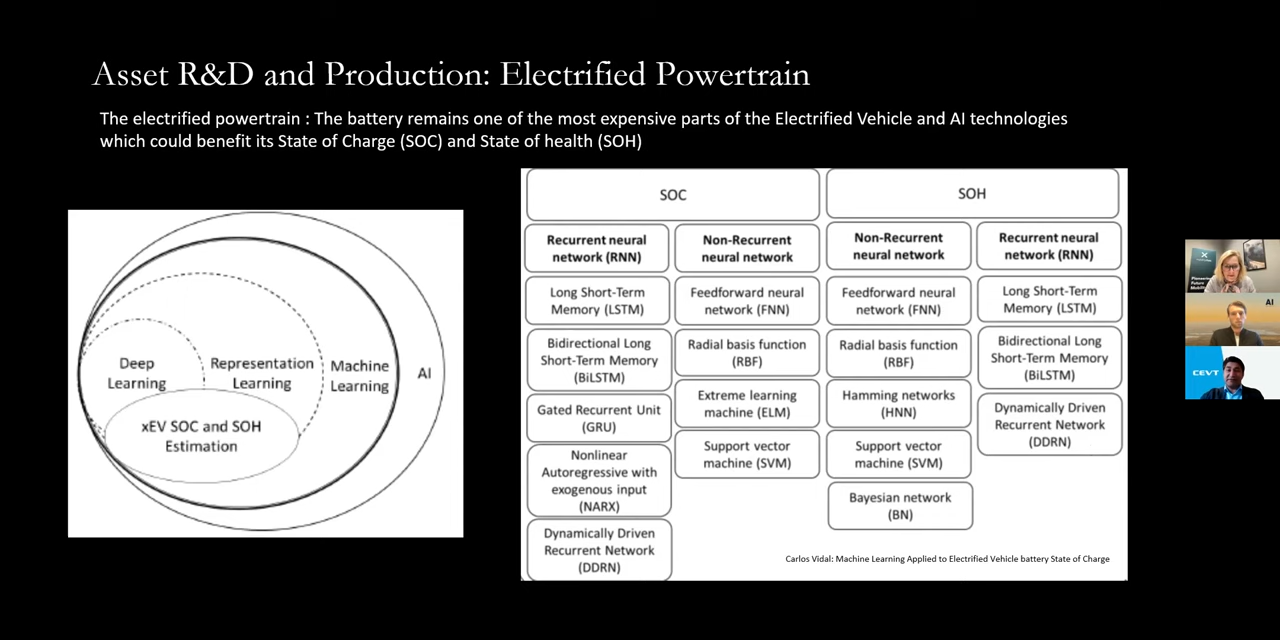 Asset R&D and Production: Electrified Powertrain
The electrified powertrain : The battery remains one of the most expensive parts of the Electrified Vehicle and AI technologies
which could benefit its State of Charge (SOC) and State of health (SOH)
Deep
Learning
Representation
Learning
Machine
Learning
AI
xEV SOC and SOH
Estimation
SOC
SOH
Recurrent neural
network (RNN)
Non-Recurrent
neural network
Non-Recurrent
neural network
Recurrent neural
network (RNN)
Long Short-Term
Memory (LSTM)
Feedforward neural
network (FNN)
Feedforward neural
network (FNN)
Long Short-Term
Memory (LSTM)
Bidirectional Long
Short-Term Memory
(BiLSTM)
Radial basis function
(RBF)
Radial basis function
(RBF)
Bidirectional Long
Short-Term Memory
(BiLSTM)
Gated Recurrent Unit
(GRU)
Extreme learning
machine (ELM)
Hamming networks
(HNN)
Dynamically Driven
Recurrent Network
(DDRN)
Nonlinear
Autoregressive with
exogenous input
(NARX)
Support vector
machine (SVM)
Support vector
machine (SVM)
Bayesian network
(BN)
Dynamically Driven
Recurrent Network
(DDRN)
Carlos Vidal: Machine Learning Applied to Electrified Vehicle battery State of Charge
Pioneering
Future
AI
CEVT